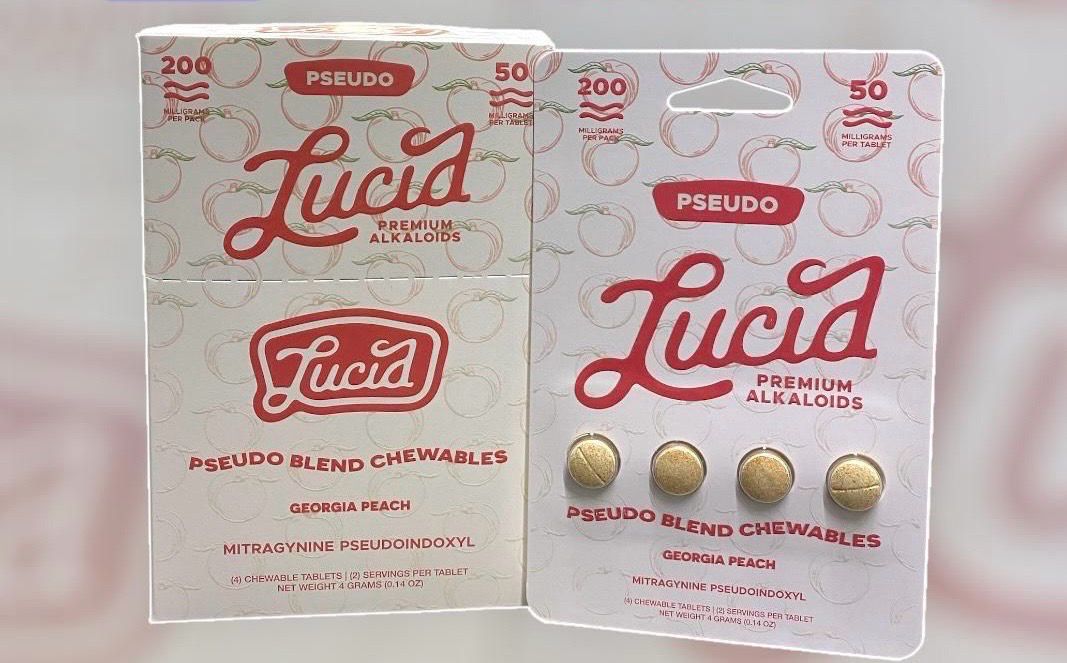 200
MILLIGRAMS
PER PACK
PSEUDO
50
MILLIGRAMS
PER TABLET
Lucid
PREMIUM
ALKALOIDS
Lucid
PSEUDO BLEND CHEWABLES
GEORGIA PEACH
MITRAGYNINE PSEUDOINDOXYL
(4) CHEWABLE TABLETS | (2) SERVINGS PER TABLET
NET WEIGHT 4 GRAMS (0.14 OZ)
200
MILLIGRAMS
PER PACK
50
MILLIGRAMS
PER TABLET
PSEUDO
Lucid
PREMIUM
ALKALOIDS
PSEUDO BLEND CHEWABLES
GEORGIA PEACH
MITRAGYNINE PSEUDOINDOXYL
(4) CHEWABLE TABLETS | (2) SERVINGS PER TABLET
NET WEIGHT 4 GRAMS (0.14 OZ)